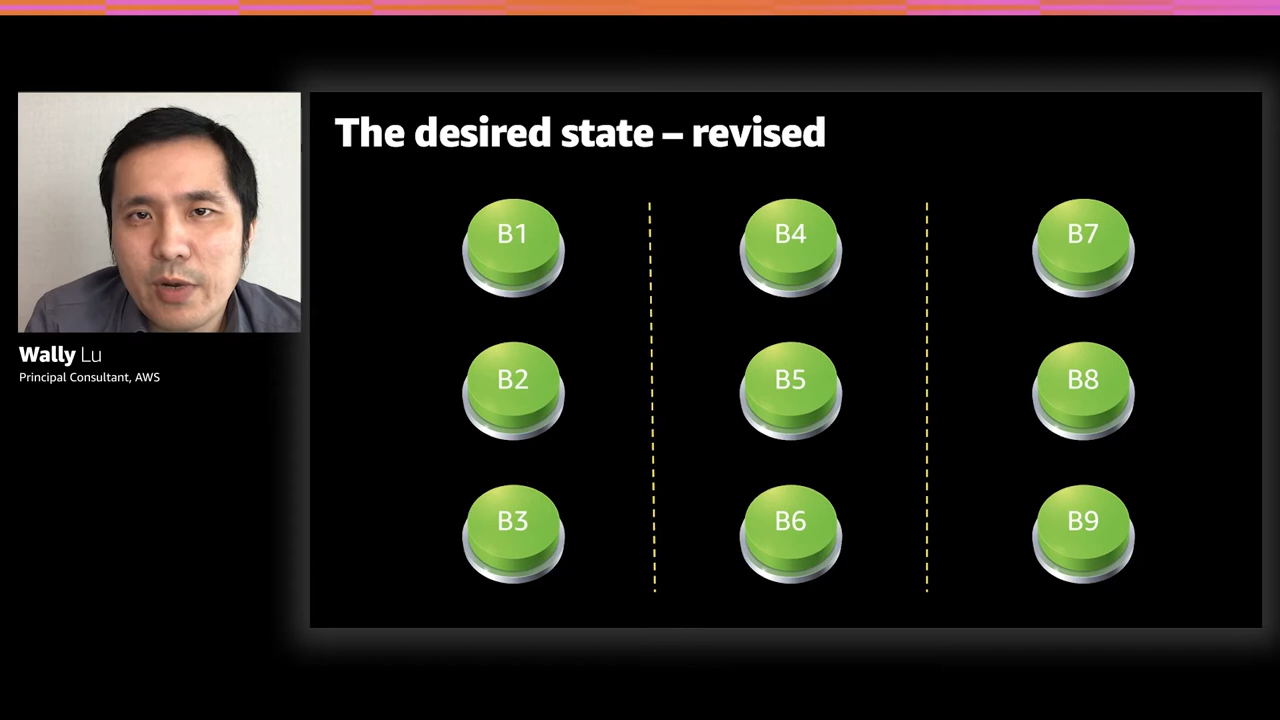 The desired state – revised
B1
B4
B7
B2
B5
B8
B3
B6
B9
Wally Lu
Principal Consultant, AWS